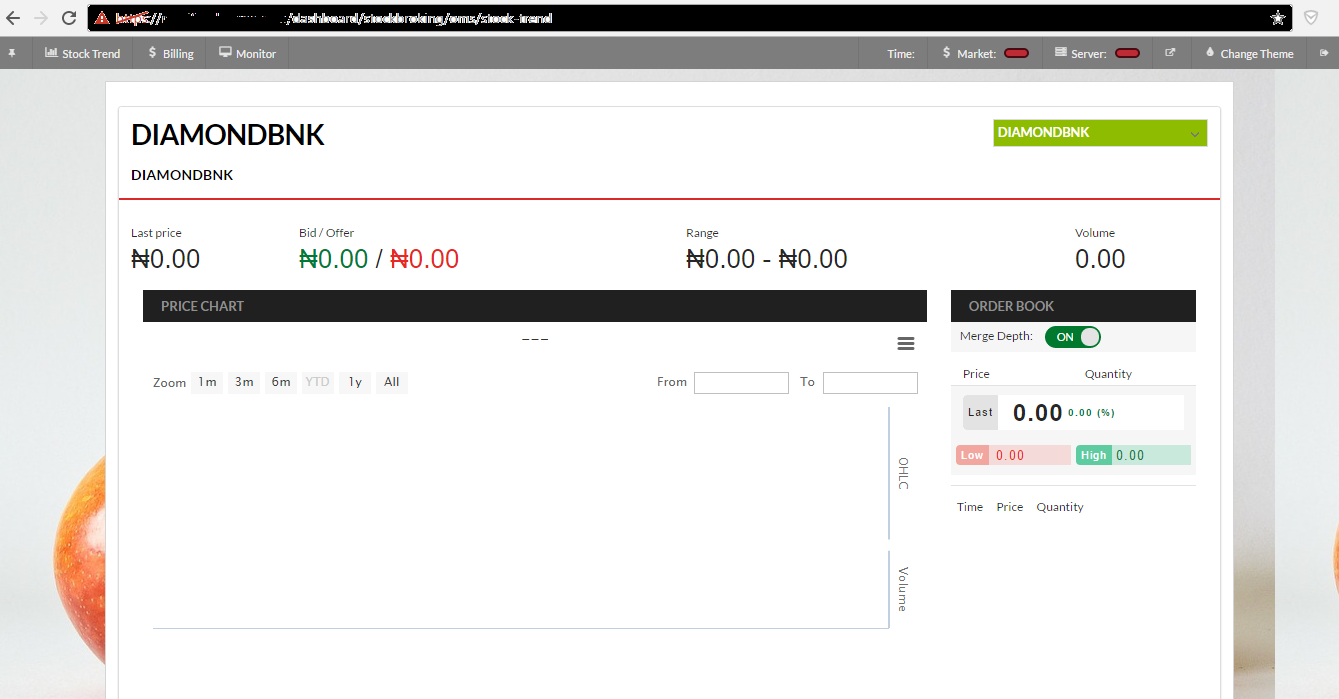 /dashboard/stockbroking/oms/stock-trend
Stock Trend $ Billing Monitor Time: $ Market: Server: Change Theme
DIAMONDBNK DIAMONDBNK
DIAMONDBNK
Last price Bid / Offer Range Volume
₦0.00 ₦0.00 / ₦0.00 ₦0.00 - ₦0.00 0.00
PRICE CHART ORDER BOOK
Merge Depth: ON
---
Zoom 1m 3m 6m YTD 1y All From To
Price Quantity
Last 0.00 0.00 (%)
Low 0.00 High 0.00
OHLC
Time Price Quantity
Volume